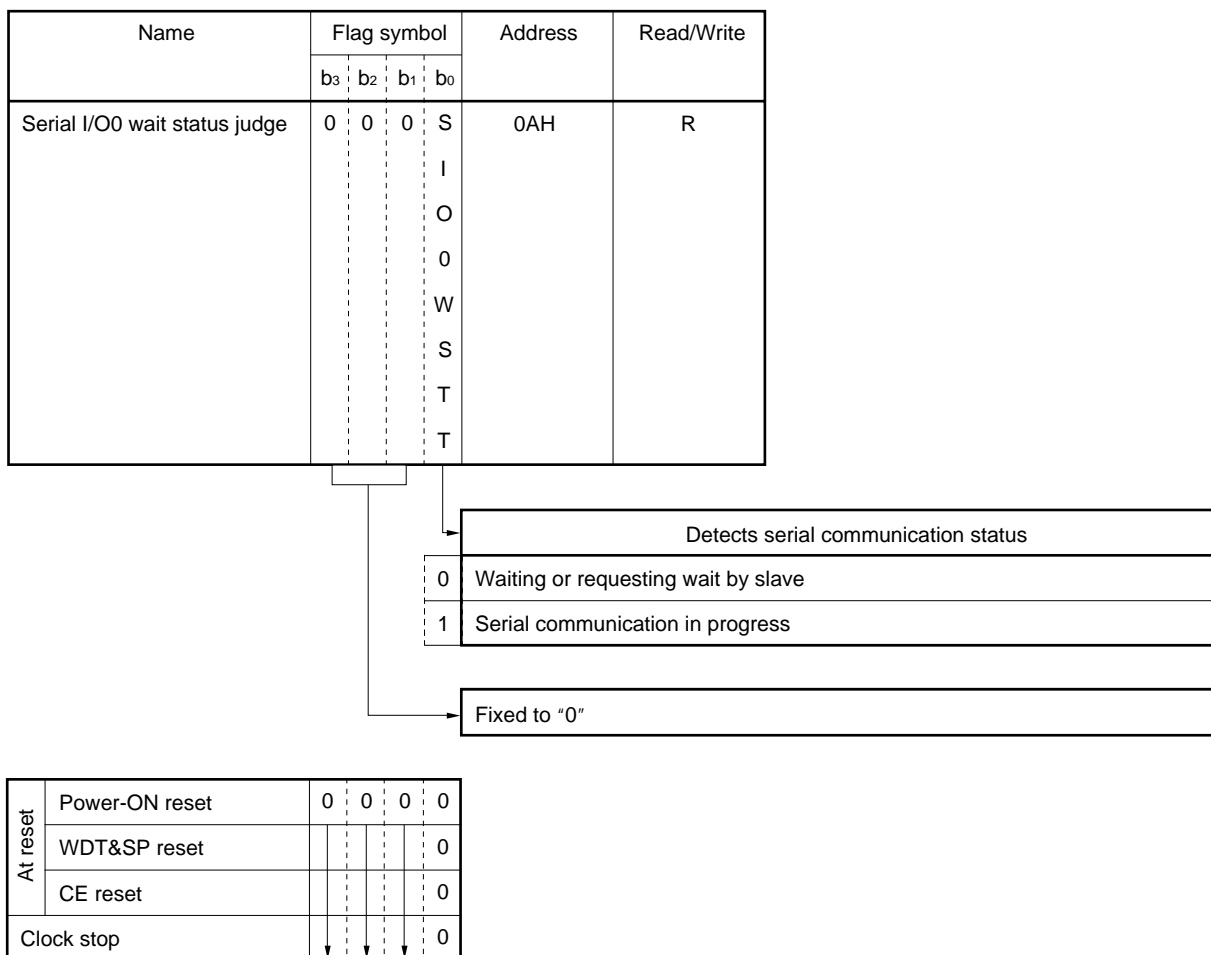 Name Flag symbol Address Read/Write
b3 b2 b1 b0
Serial I/O0 wait status judge 0 0 0 S 0AH R
I
O
0
W
S
T
T
Detects serial communication status
0 Waiting or requesting wait by slave
1 Serial communication in progress
Fixed to “0”
At reset
Power-ON reset 0 0 0 0
WDT&SP reset 0
CE reset 0
Clock stop 0